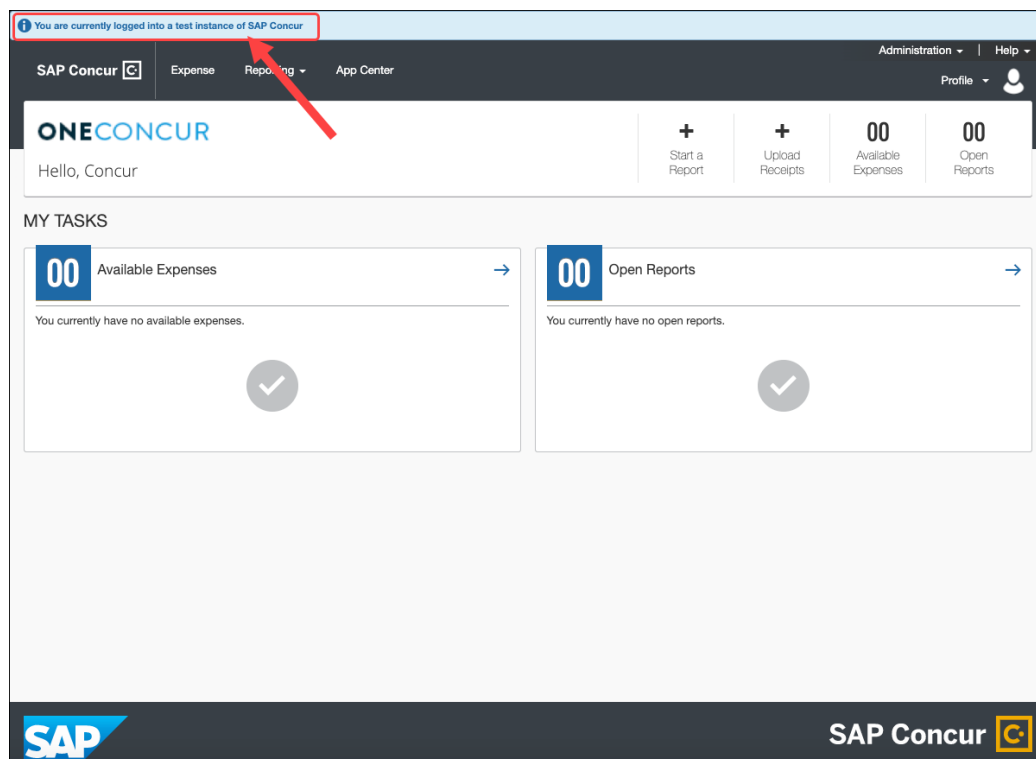 You are currently logged into a test instance of SAP Concur
Administration | Help
SAP Concur C Expense Reporting App Center
Profile
ONECONCUR
Hello, Concur
+ Start a Report
+ Upload Receipts
00 Available Expenses
00 Open Reports
MY TASKS
00 Available Expenses
You currently have no available expenses.
00 Open Reports
You currently have no open reports.
SAP
SAP Concur C